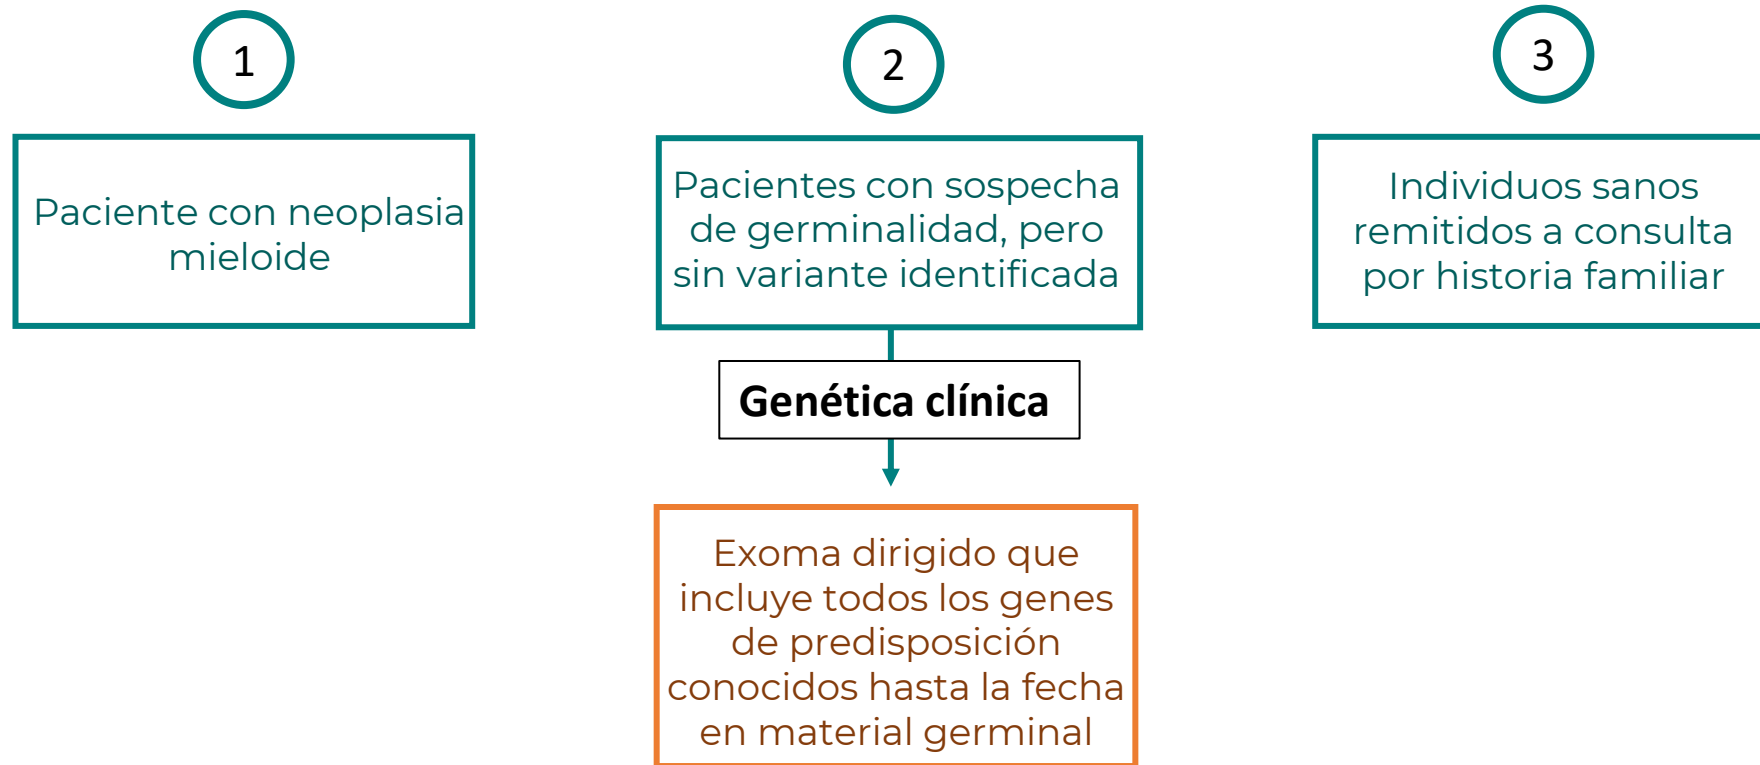 1
Paciente con neoplasia
mieloide
2
Pacientes con sospecha
de germinalidad, pero
sin variante identificada
Genética clínica
Exoma dirigido que
incluye todos los genes
de predisposición
conocidos hasta la fecha
en material germinal
3
Individuos sanos
remitidos a consulta
por historia familiar